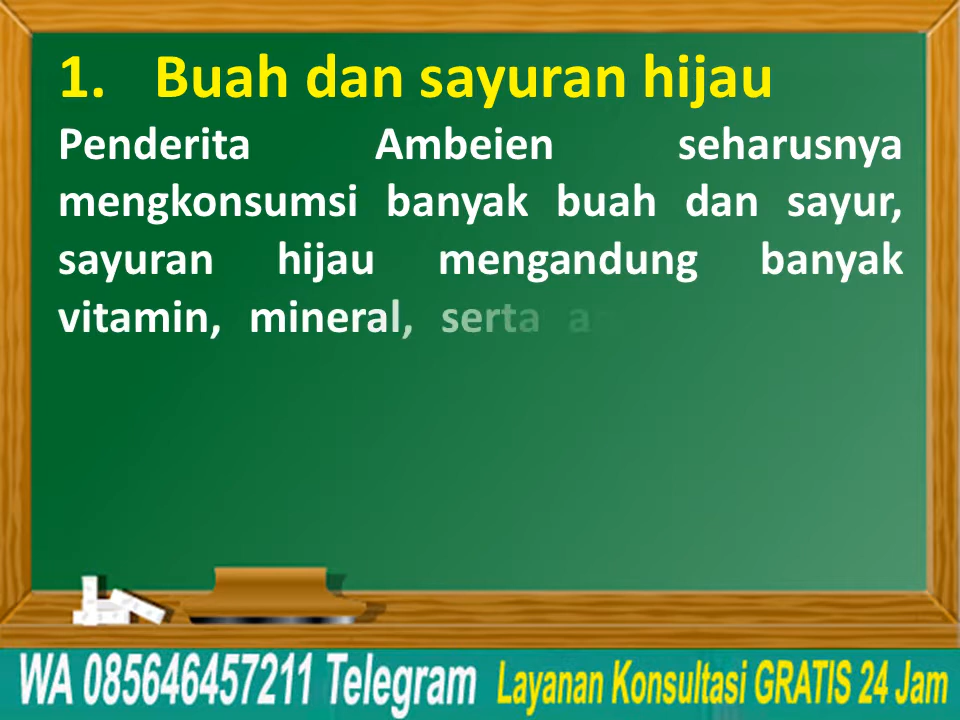 1. Buah dan sayuran hijau
Penderita Ambeien seharusnya
mengkonsumsi banyak buah dan sayur,
sayuran hijau mengandung banyak
vitamin, mineral, serta
WA 085646457211 Telegram Layanan Konsultasi GRATIS 24 Jam